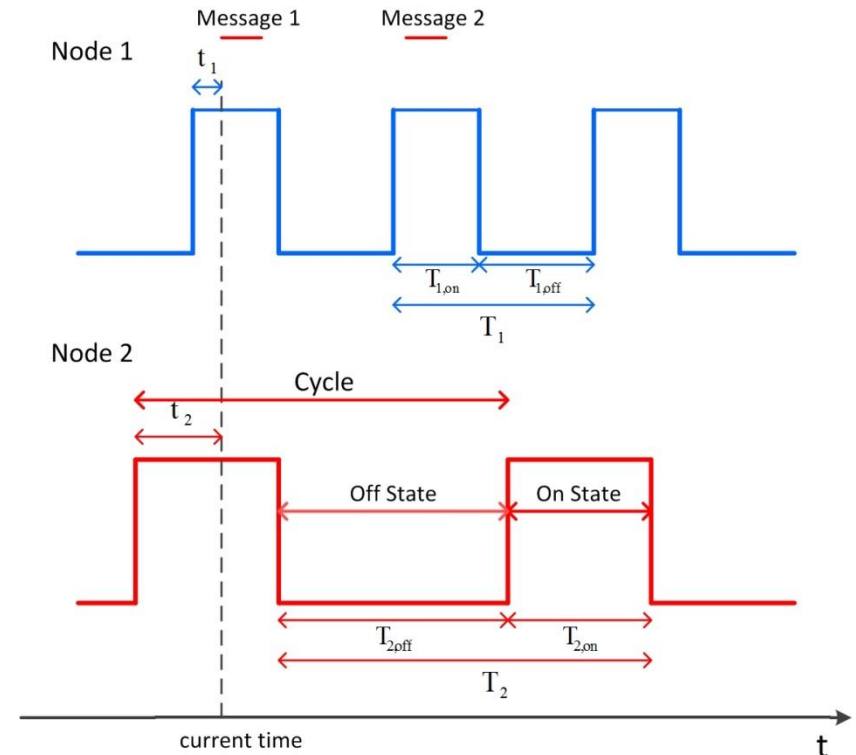 Message 1
Message 2
Node 1
t1
T1,on
T1,off
T1
Node 2
Cycle
t2
Off State
On State
T2,off
T2,on
T2
current time
t